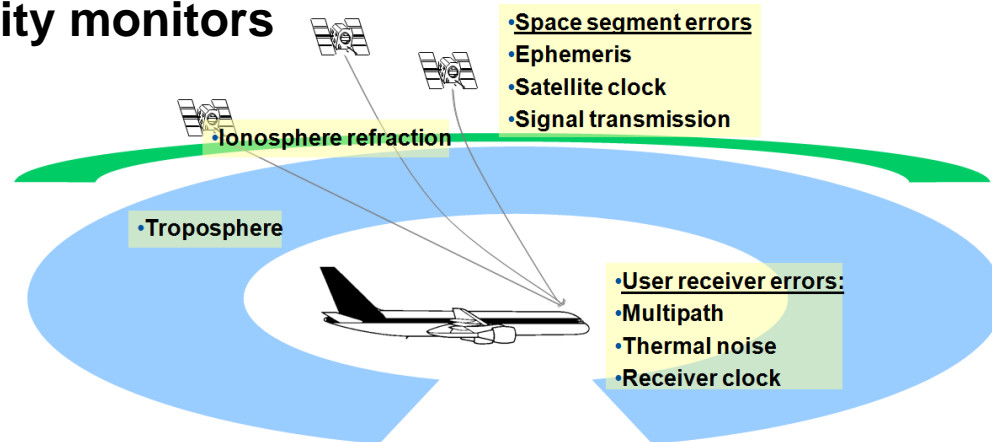 ity monitors
•Space segment errors
•Ephemeris
•Satellite clock
•Signal transmission
•Ionosphere refraction
•Troposphere
•User receiver errors:
•Multipath
•Thermal noise
•Receiver clock